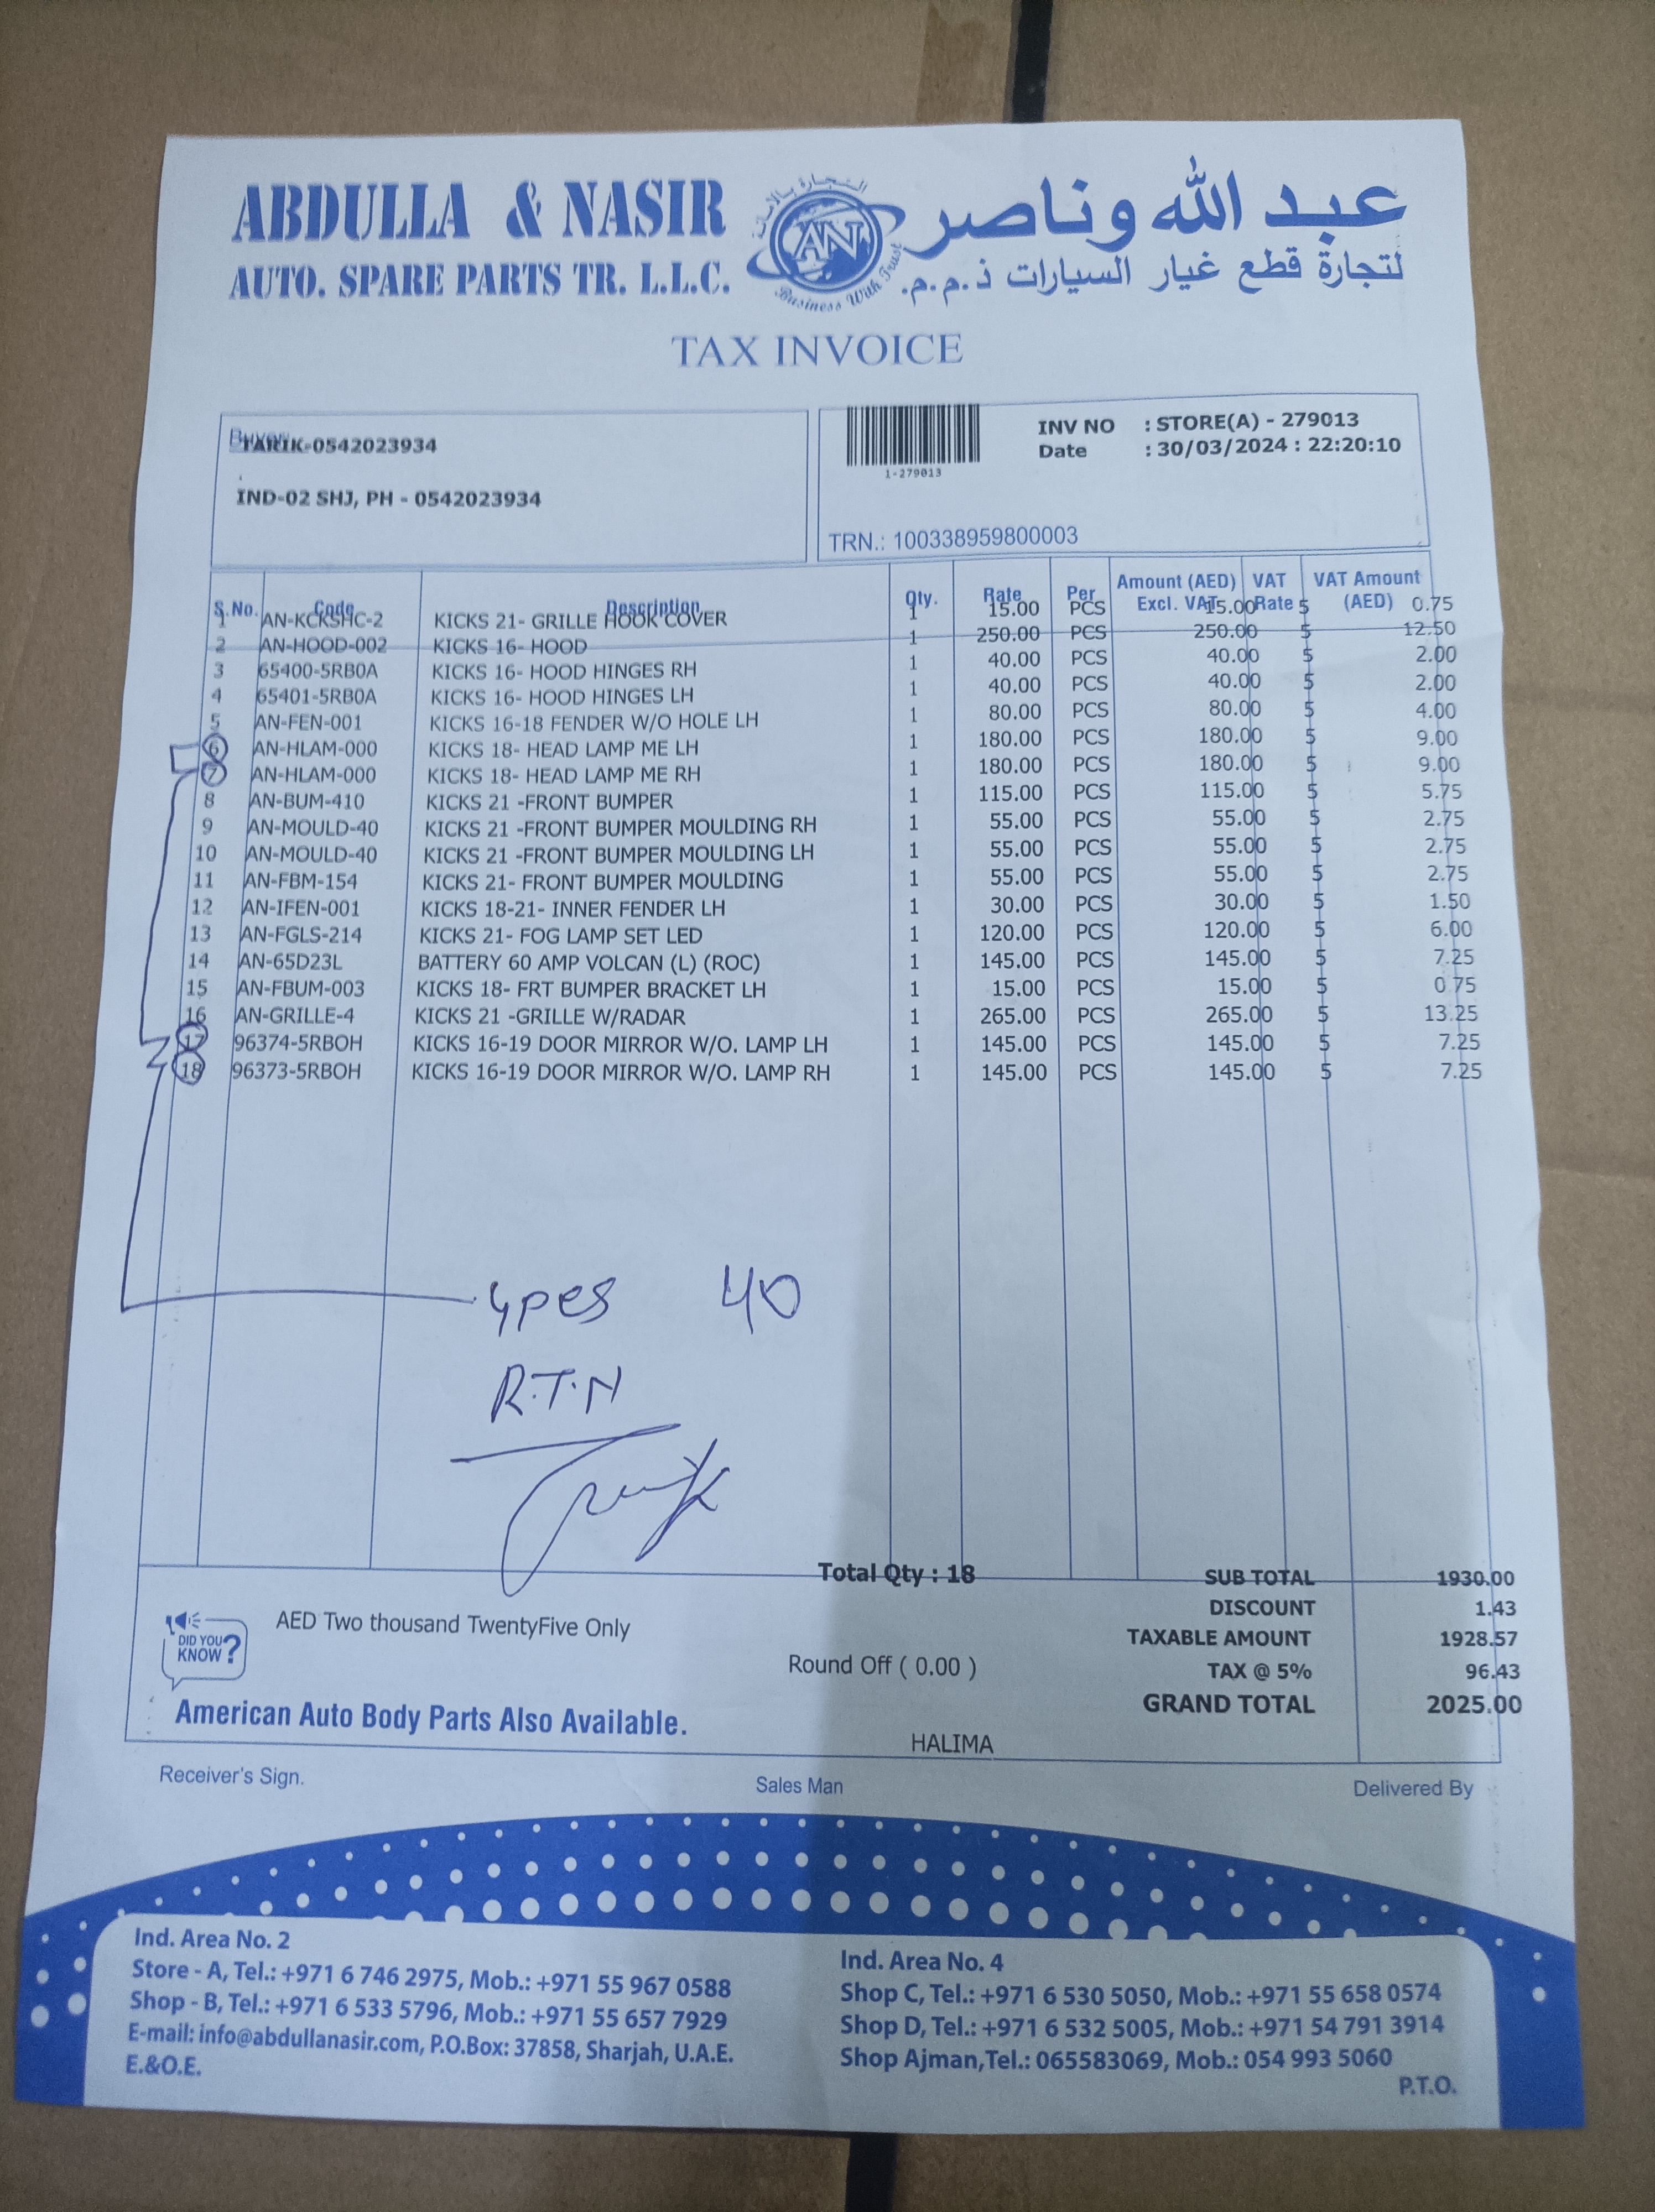 ABDULLA & NASIR
AUTO. SPARE PARTS TR. L.L.C.
التجارة بالأمانة
AN
Business With Trust
عبد الله وناصر
لتجارة قطع غيار السيارات ذ.م.م.
TAX INVOICE
Buyer:
TARIK-0542023934
IND-02 SHJ, PH - 0542023934
1-279013
INV NO : STORE(A) - 279013
Date : 30/03/2024 : 22:20:10
TRN.: 100338959800003
S.No. Code Description Qty. Rate Per Amount (AED) Excl. VAT VAT Rate VAT Amount (AED)
1 AN-KCKSHC-2 KICKS 21- GRILLE HOOK COVER 1 15.00 PCS 15.00 5 0.75
2 AN-HOOD-002 KICKS 16- HOOD 1 250.00 PCS 250.00 5 12.50
3 65400-5RB0A KICKS 16- HOOD HINGES RH 1 40.00 PCS 40.00 5 2.00
4 65401-5RB0A KICKS 16- HOOD HINGES LH 1 40.00 PCS 40.00 5 2.00
5 AN-FEN-001 KICKS 16-18 FENDER W/O HOLE LH 1 80.00 PCS 80.00 5 4.00
6 AN-HLAM-000 KICKS 18- HEAD LAMP ME LH 1 180.00 PCS 180.00 5 9.00
7 AN-HLAM-000 KICKS 18- HEAD LAMP ME RH 1 180.00 PCS 180.00 5 9.00
8 AN-BUM-410 KICKS 21 -FRONT BUMPER 1 115.00 PCS 115.00 5 5.75
9 AN-MOULD-40 KICKS 21 -FRONT BUMPER MOULDING RH 1 55.00 PCS 55.00 5 2.75
10 AN-MOULD-40 KICKS 21 -FRONT BUMPER MOULDING LH 1 55.00 PCS 55.00 5 2.75
11 AN-FBM-154 KICKS 21- FRONT BUMPER MOULDING 1 55.00 PCS 55.00 5 2.75
12 AN-IFEN-001 KICKS 18-21- INNER FENDER LH 1 30.00 PCS 30.00 5 1.50
13 AN-FGLS-214 KICKS 21- FOG LAMP SET LED 1 120.00 PCS 120.00 5 6.00
14 AN-65D23L BATTERY 60 AMP VOLCAN (L) (ROC) 1 145.00 PCS 145.00 5 7.25
15 AN-FBUM-003 KICKS 18- FRT BUMPER BRACKET LH 1 15.00 PCS 15.00 5 0.75
16 AN-GRILLE-4 KICKS 21 -GRILLE W/RADAR 1 265.00 PCS 265.00 5 13.25
17 96374-5RBOH KICKS 16-19 DOOR MIRROR W/O. LAMP LH 1 145.00 PCS 145.00 5 7.25
18 96373-5RBOH KICKS 16-19 DOOR MIRROR W/O. LAMP RH 1 145.00 PCS 145.00 5 7.25
4pes 40
R.T.N
Total Qty : 18
SUB TOTAL 1930.00
DISCOUNT 1.43
TAXABLE AMOUNT 1928.57
TAX @ 5% 96.43
GRAND TOTAL 2025.00
DID YOU KNOW ?
AED Two thousand TwentyFive Only
Round Off ( 0.00 )
American Auto Body Parts Also Available.
HALIMA
Receiver's Sign. Sales Man Delivered By
Ind. Area No. 2
Store - A, Tel.: +971 6 746 2975, Mob.: +971 55 967 0588
Shop - B, Tel.: +971 6 533 5796, Mob.: +971 55 657 7929
E-mail: info@abdullanasir.com, P.O.Box: 37858, Sharjah, U.A.E.
E.&O.E.
Ind. Area No. 4
Shop C, Tel.: +971 6 530 5050, Mob.: +971 55 658 0574
Shop D, Tel.: +971 6 532 5005, Mob.: +971 54 791 3914
Shop Ajman,Tel.: 065583069, Mob.: 054 993 5060
P.T.O.